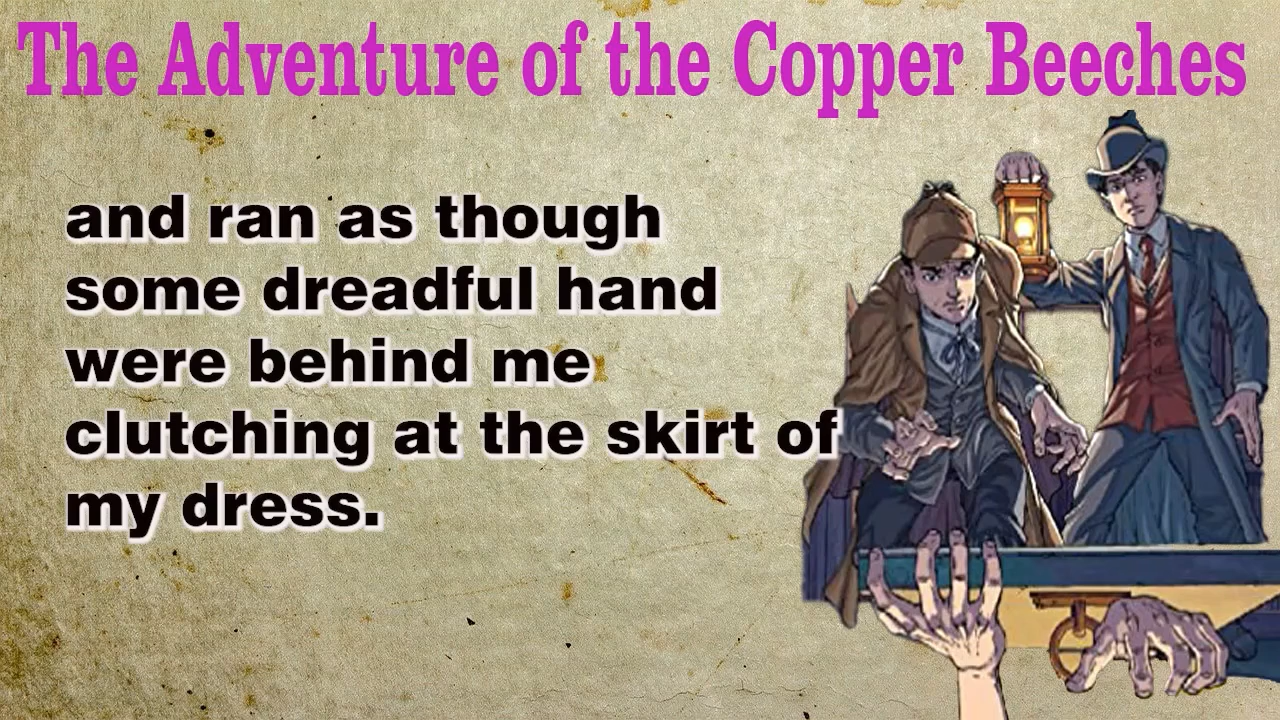 The Adventure of the Copper Beeches
and ran as though
some dreadful hand
were behind me
clutching at the skirt of
my dress.